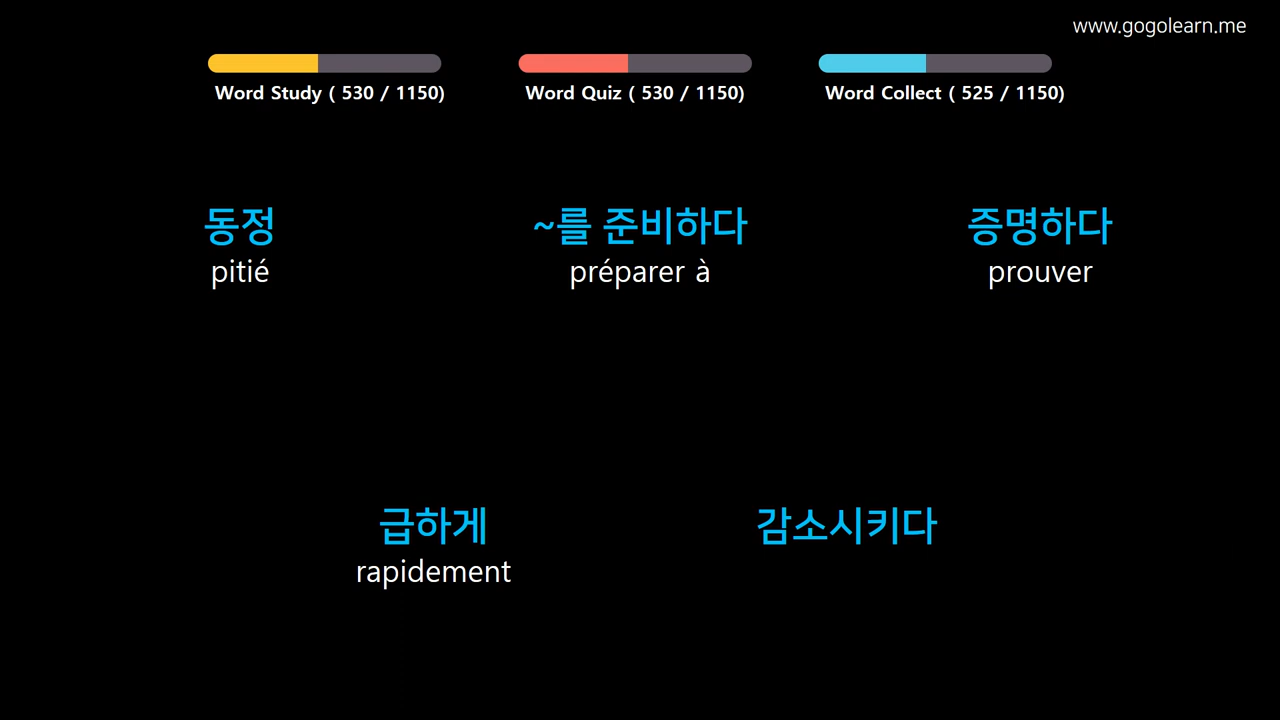 www.gogolearn.me
Word Study ( 530 / 1150)
Word Quiz ( 530 / 1150)
Word Collect ( 525 / 1150)
동정
pitié
~를 준비하다
préparer à
증명하다
prouver
급하게
rapidement
감소시키다